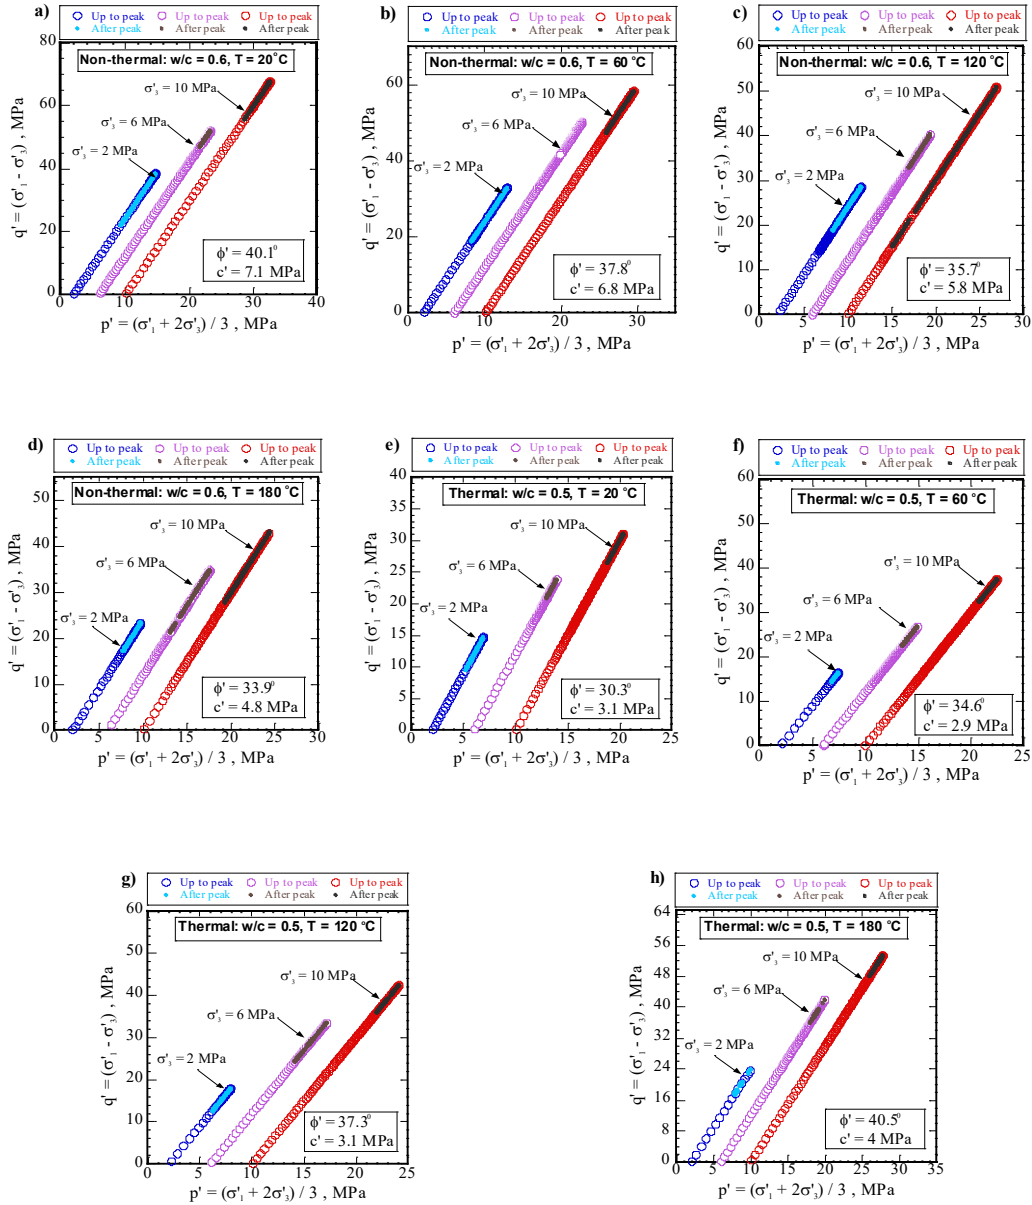 a)
Up to peak Up to peak Up to peak
After peak After peak After peak
Non-thermal: w/c = 0.6, T = 20°C
σ'₃ = 10 MPa
σ'₃ = 6 MPa
σ'₃ = 2 MPa
ϕ' = 40.1⁰
c' = 7.1 MPa
q' = (σ'₁ - σ'₃) , MPa
80
60
40
20
0
0 10 20 30 40
p' = (σ'₁ + 2σ'₃) / 3 , MPa
b)
Up to peak Up to peak Up to peak
After peak After peak After peak
Non-thermal: w/c = 0.6, T = 60 °C
σ'₃ = 10 MPa
σ'₃ = 6 MPa
σ'₃ = 2 MPa
ϕ' = 37.8⁰
c' = 6.8 MPa
q' = (σ'₁ - σ'₃) , MPa
60
40
20
0
0 10 20 30
p' = (σ'₁ + 2σ'₃) / 3 , MPa
c)
Up to peak Up to peak Up to peak
After peak After peak After peak
Non-thermal: w/c = 0.6, T = 120 °C
σ'₃ = 10 MPa
σ'₃ = 6 MPa
σ'₃ = 2 MPa
ϕ' = 35.7⁰
c' = 5.8 MPa
q' = (σ'₁ - σ'₃) , MPa
60
50
40
30
20
10
0
0 5 10 15 20 25 30
p' = (σ'₁ + 2σ'₃) / 3 , MPa
d)
Up to peak Up to peak Up to peak
After peak After peak After peak
Non-thermal: w/c = 0.6, T = 180 °C
σ'₃ = 10 MPa
σ'₃ = 6 MPa
σ'₃ = 2 MPa
ϕ' = 33.9⁰
c' = 4.8 MPa
q' = (σ'₁ - σ'₃) , MPa
50
40
30
20
10
0
0 5 10 15 20 25 30
p' = (σ'₁ + 2σ'₃) / 3 , MPa
e)
Up to peak Up to peak Up to peak
After peak After peak After peak
Thermal: w/c = 0.5, T = 20 °C
σ'₃ = 10 MPa
σ'₃ = 6 MPa
σ'₃ = 2 MPa
ϕ' = 30.3⁰
c' = 3.1 MPa
q' = (σ'₁ - σ'₃) , MPa
40
35
30
25
20
15
10
5
0
0 5 10 15 20 25
p' = (σ'₁ + 2σ'₃) / 3 , MPa
f)
Up to peak Up to peak Up to peak
After peak After peak After peak
Thermal: w/c = 0.5, T = 60 °C
σ'₃ = 10 MPa
σ'₃ = 6 MPa
σ'₃ = 2 MPa
ϕ' = 34.6⁰
c' = 2.9 MPa
q' = (σ'₁ - σ'₃) , MPa
60
50
40
30
20
10
0
0 5 10 15 20 25
p' = (σ'₁ + 2σ'₃) / 3 , MPa
g)
Up to peak Up to peak Up to peak
After peak After peak After peak
Thermal: w/c = 0.5, T = 120 °C
σ'₃ = 10 MPa
σ'₃ = 6 MPa
σ'₃ = 2 MPa
ϕ' = 37.3⁰
c' = 3.1 MPa
q' = (σ'₁ - σ'₃) , MPa
60
50
40
30
20
10
0
0 5 10 15 20 25
p' = (σ'₁ + 2σ'₃) / 3 , MPa
h)
Up to peak Up to peak Up to peak
After peak After peak After peak
Thermal: w/c = 0.5, T = 180 °C
σ'₃ = 10 MPa
σ'₃ = 6 MPa
σ'₃ = 2 MPa
ϕ' = 40.5⁰
c' = 4 MPa
q' = (σ'₁ - σ'₃) , MPa
64
56
48
40
32
24
16
8
0
0 5 10 15 20 25 30 35
p' = (σ'₁ + 2σ'₃) / 3 , MPa